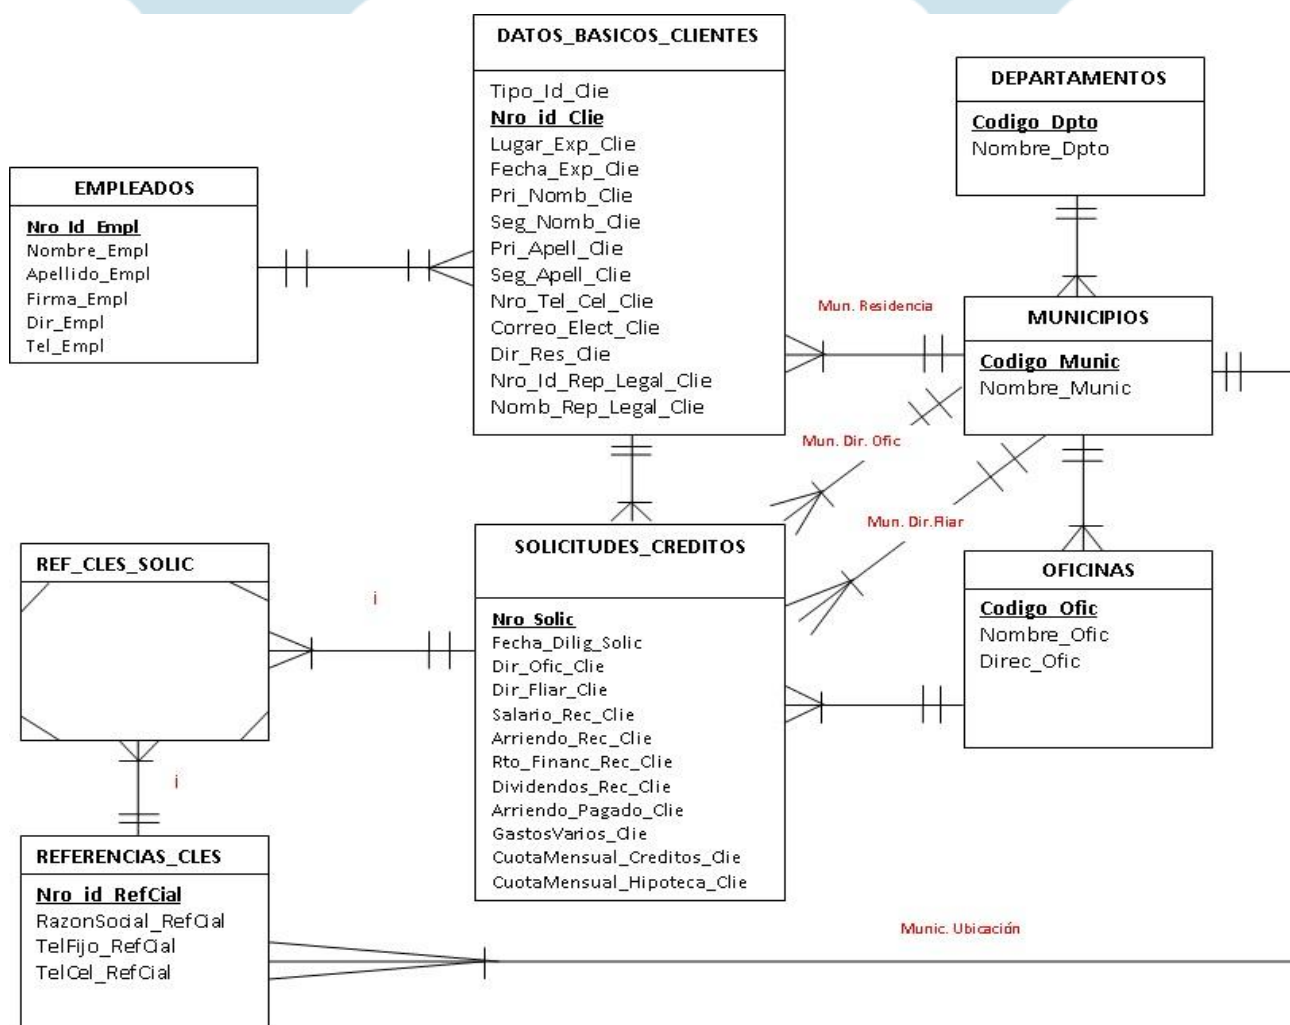 DATOS_BASICOS_CLIENTES
Tipo_Id_Clie
Nro_id_Clie
Lugar_Exp_Clie
Fecha_Exp_Clie
Pri_Nomb_Clie
Seg_Nomb_Clie
Pri_Apell_Clie
Seg_Apell_Clie
Nro_Tel_Cel_Clie
Correo_Elect_Clie
Dir_Res_Clie
Nro_Id_Rep_Legal_Clie
Nomb_Rep_Legal_Clie
DEPARTAMENTOS
Codigo_Dpto
Nombre_Dpto
EMPLEADOS
Nro_Id_Empl
Nombre_Empl
Apellido_Empl
Firma_Empl
Dir_Empl
Tel_Empl
Mun. Residencia
MUNICIPIOS
Codigo_Munic
Nombre_Munic
Mun. Dir. Ofic
Mun. Dir.Fliar
REF_CLES_SOLIC
i
SOLICITUDES_CREDITOS
Nro_Solic
Fecha_Dilig_Solic
Dir_Ofic_Clie
Dir_Fliar_Clie
Salario_Rec_Clie
Arriendo_Rec_Clie
Rto_Financ_Rec_Clie
Dividendos_Rec_Clie
Arriendo_Pagado_Clie
GastosVarios_Clie
CuotaMensual_Creditos_Clie
CuotaMensual_Hipoteca_Clie
OFICINAS
Codigo_Ofic
Nombre_Ofic
Direc_Ofic
i
REFERENCIAS_CLES
Nro_id_RefCial
RazonSocial_RefCial
TelFijo_RefCial
TelCel_RefCial
Munic. Ubicación